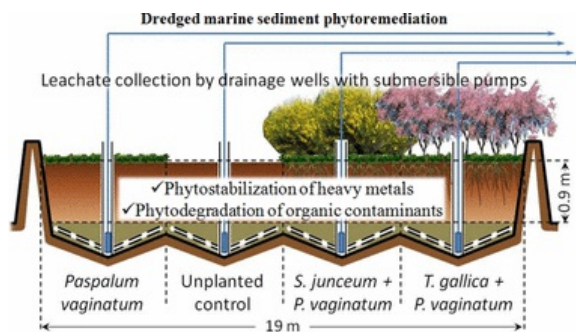 Dredged marine sediment phytoremediation
Leachate collection by drainage wells with submersible pumps
✓Phytostabilization of heavy metals
✓Phytodegradation of organic contaminants
0.9 m
Paspalum vaginatum
Unplanted control
S. junceum + P. vaginatum
T. gallica + P. vaginatum
19 m